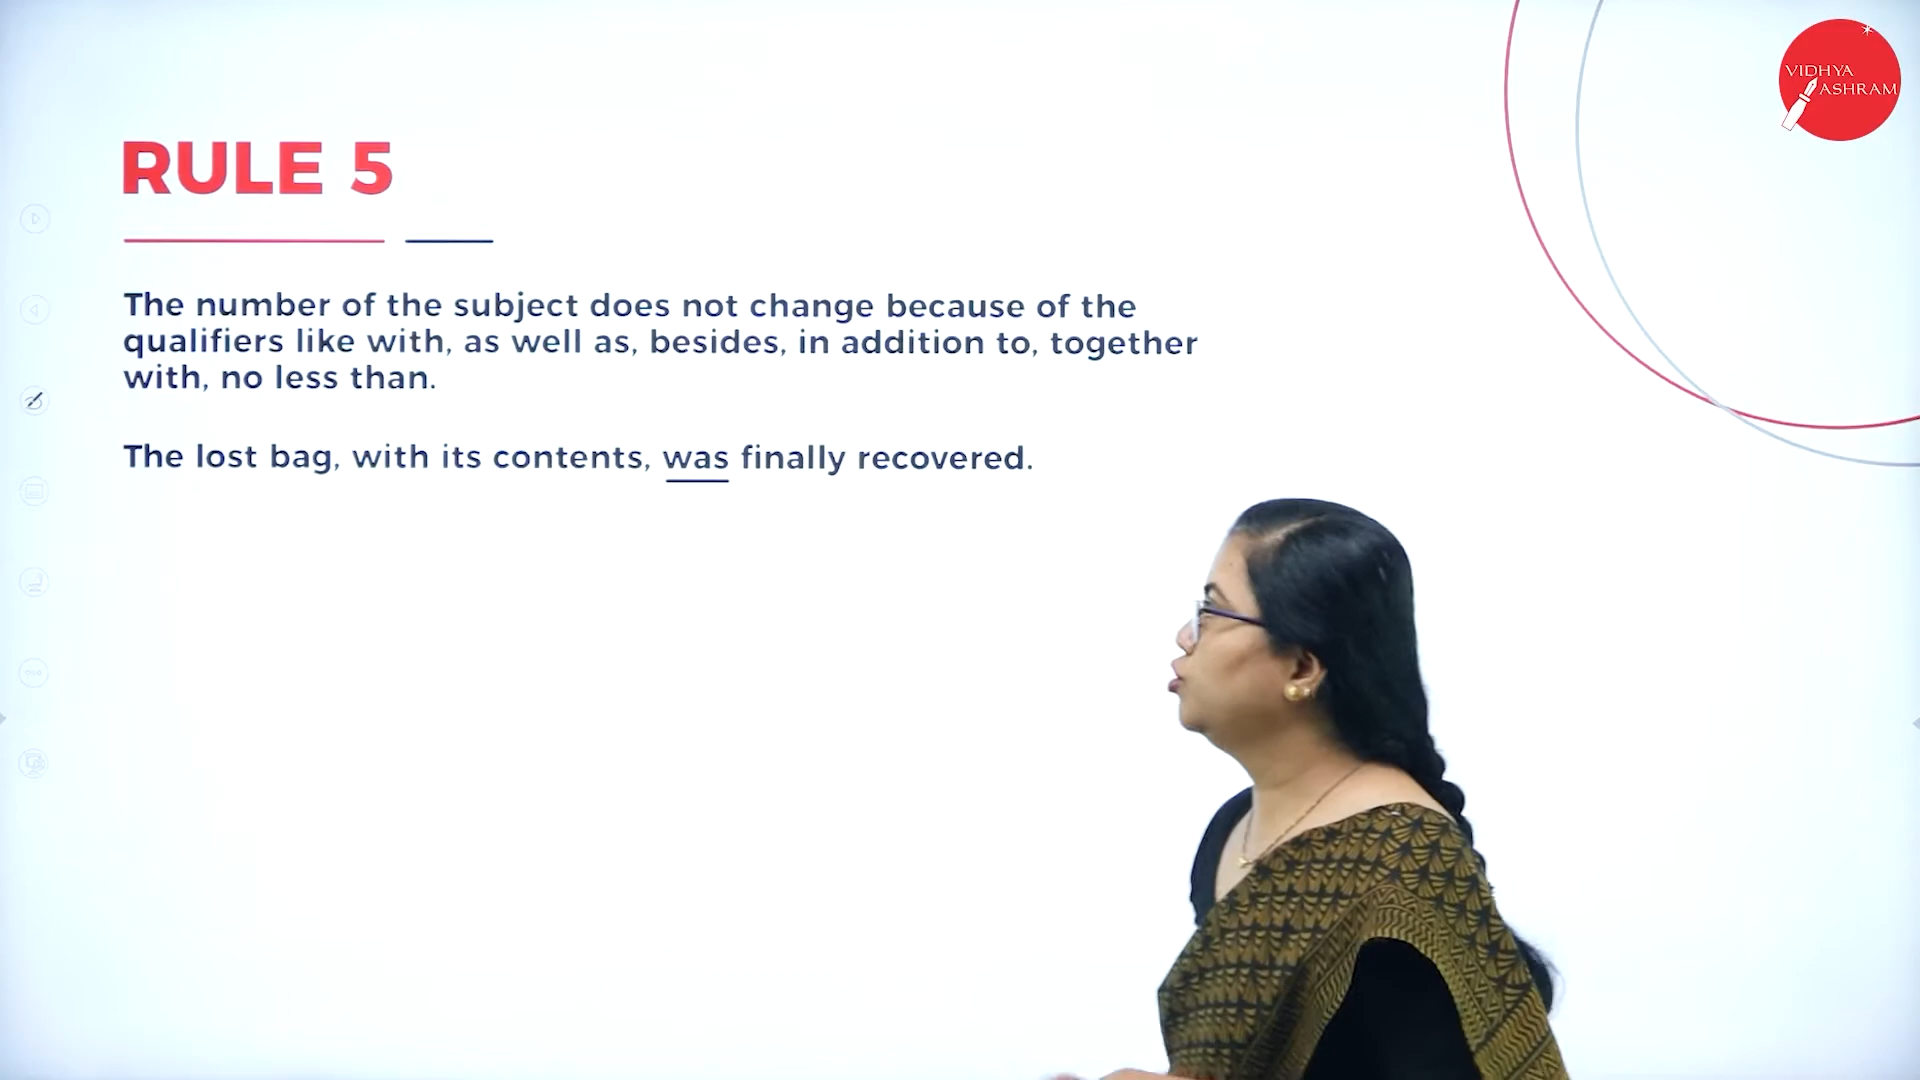 VIDHYA
ASHRAM
RULE 5
The number of the subject does not change because of the
qualifiers like with, as well as, besides, in addition to, together
with, no less than.
The lost bag, with its contents, was finally recovered.